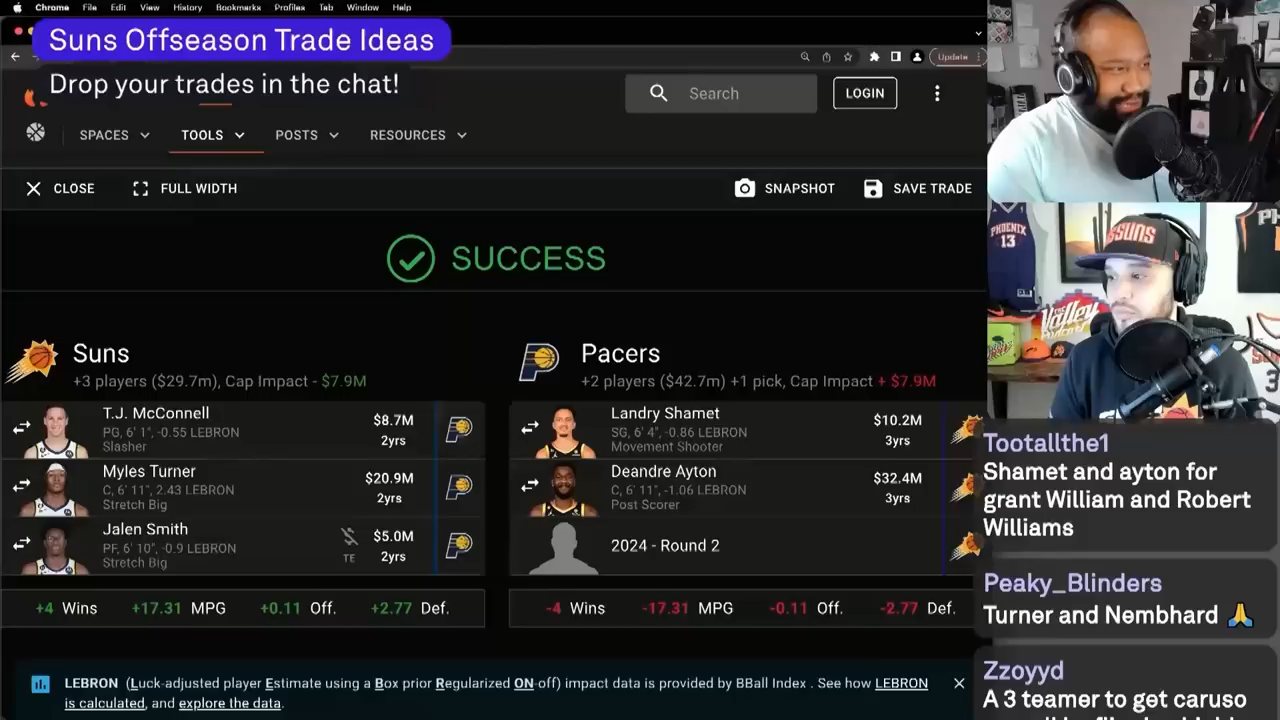 Chrome File Edit View History Bookmarks Profiles Tab Window Help
Suns Offseason Trade Ideas
Drop your trades in the chat!
Update
Search
LOGIN
SPACES TOOLS POSTS RESOURCES
CLOSE FULL WIDTH SNAPSHOT SAVE TRADE
SUCCESS
Suns
+3 players ($29.7m), Cap Impact - $7.9M
T.J. McConnell
PG, 6' 1", -0.55 LEBRON
Slasher
$8.7M
2yrs
Myles Turner
C, 6' 11", 2.43 LEBRON
Stretch Big
$20.9M
2yrs
Jalen Smith
PF, 6' 10", -0.9 LEBRON
Stretch Big
TE
$5.0M
2yrs
+4 Wins +17.31 MPG +0.11 Off. +2.77 Def.
Pacers
+2 players ($42.7m) +1 pick, Cap Impact + $7.9M
Landry Shamet
SG, 6' 4", -0.86 LEBRON
Movement Shooter
$10.2M
3yrs
Deandre Ayton
C, 6' 11", -1.06 LEBRON
Post Scorer
$32.4M
3yrs
2024 - Round 2
-4 Wins -17.31 MPG -0.11 Off. -2.77 Def.
LEBRON (Luck-adjusted player Estimate using a Box prior Regularized ON-off) impact data is provided by BBall Index . See how LEBRON
is calculated, and explore the data.
PHOENIX
13
SUNS
The Valley
Tootallthe1
Shamet and ayton for
grant William and Robert
Williams
Peaky_Blinders
Turner and Nembhard 🙏
Zzoyyd
A 3 teamer to get caruso